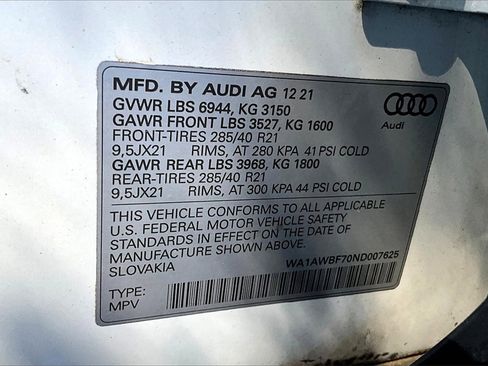 MFD. BY AUDI AG 12 21
GVWR LBS 6944, KG 3150
GAWR FRONT LBS 3527, KG 1600
FRONT-TIRES 285/40 R21
9,5JX21 RIMS, AT 280 KPA 41 PSI COLD
GAWR REAR LBS 3968, KG 1800
REAR-TIRES 285/40 R21
9,5JX21 RIMS, AT 300 KPA 44 PSI COLD
Audi
THIS VEHICLE CONFORMS TO ALL APPLICABLE
U.S. FEDERAL MOTOR VEHICLE SAFETY
STANDARDS IN EFFECT ON THE DATE OF
MANUFACTURE SHOWN ABOVE.
SLOVAKIA WA1AWBF70ND007625
TYPE:
MPV